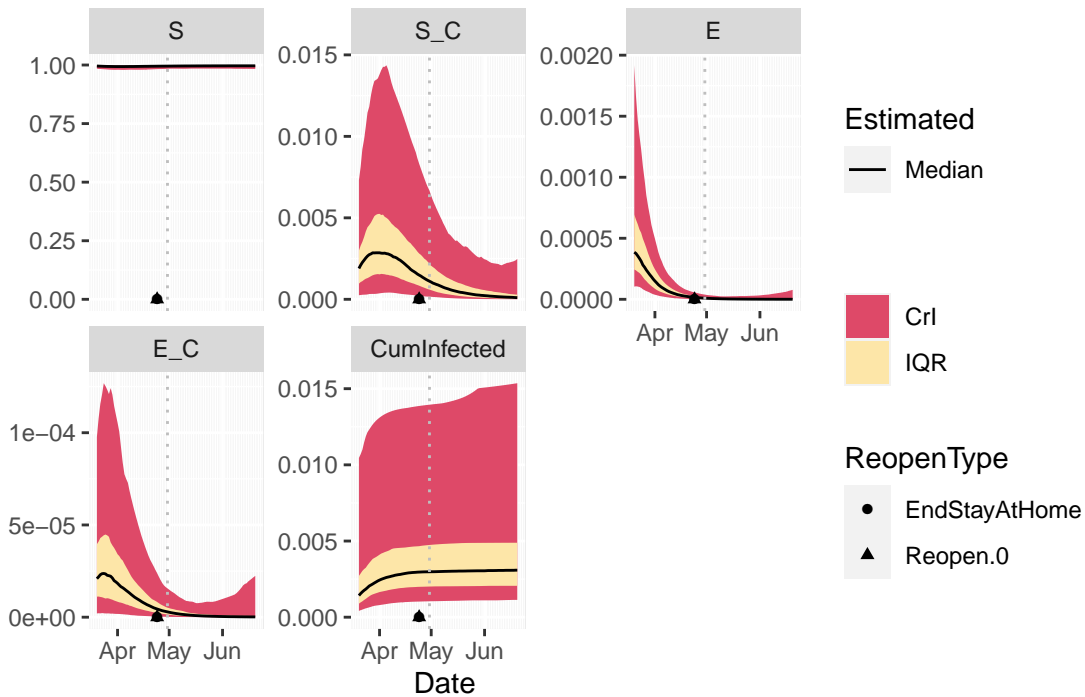 S
S_C
E
1.00
0.75
0.50
0.25
0.00
0.015
0.010
0.005
0.000
0.0020
0.0015
0.0010
0.0005
0.0000
Apr May Jun
E_C
CumInfected
1e−04
5e−05
0e+00
0.015
0.010
0.005
0.000
Apr May Jun
Apr May Jun
Date
Estimated
Median
CrI
IQR
ReopenType
EndStayAtHome
Reopen.0